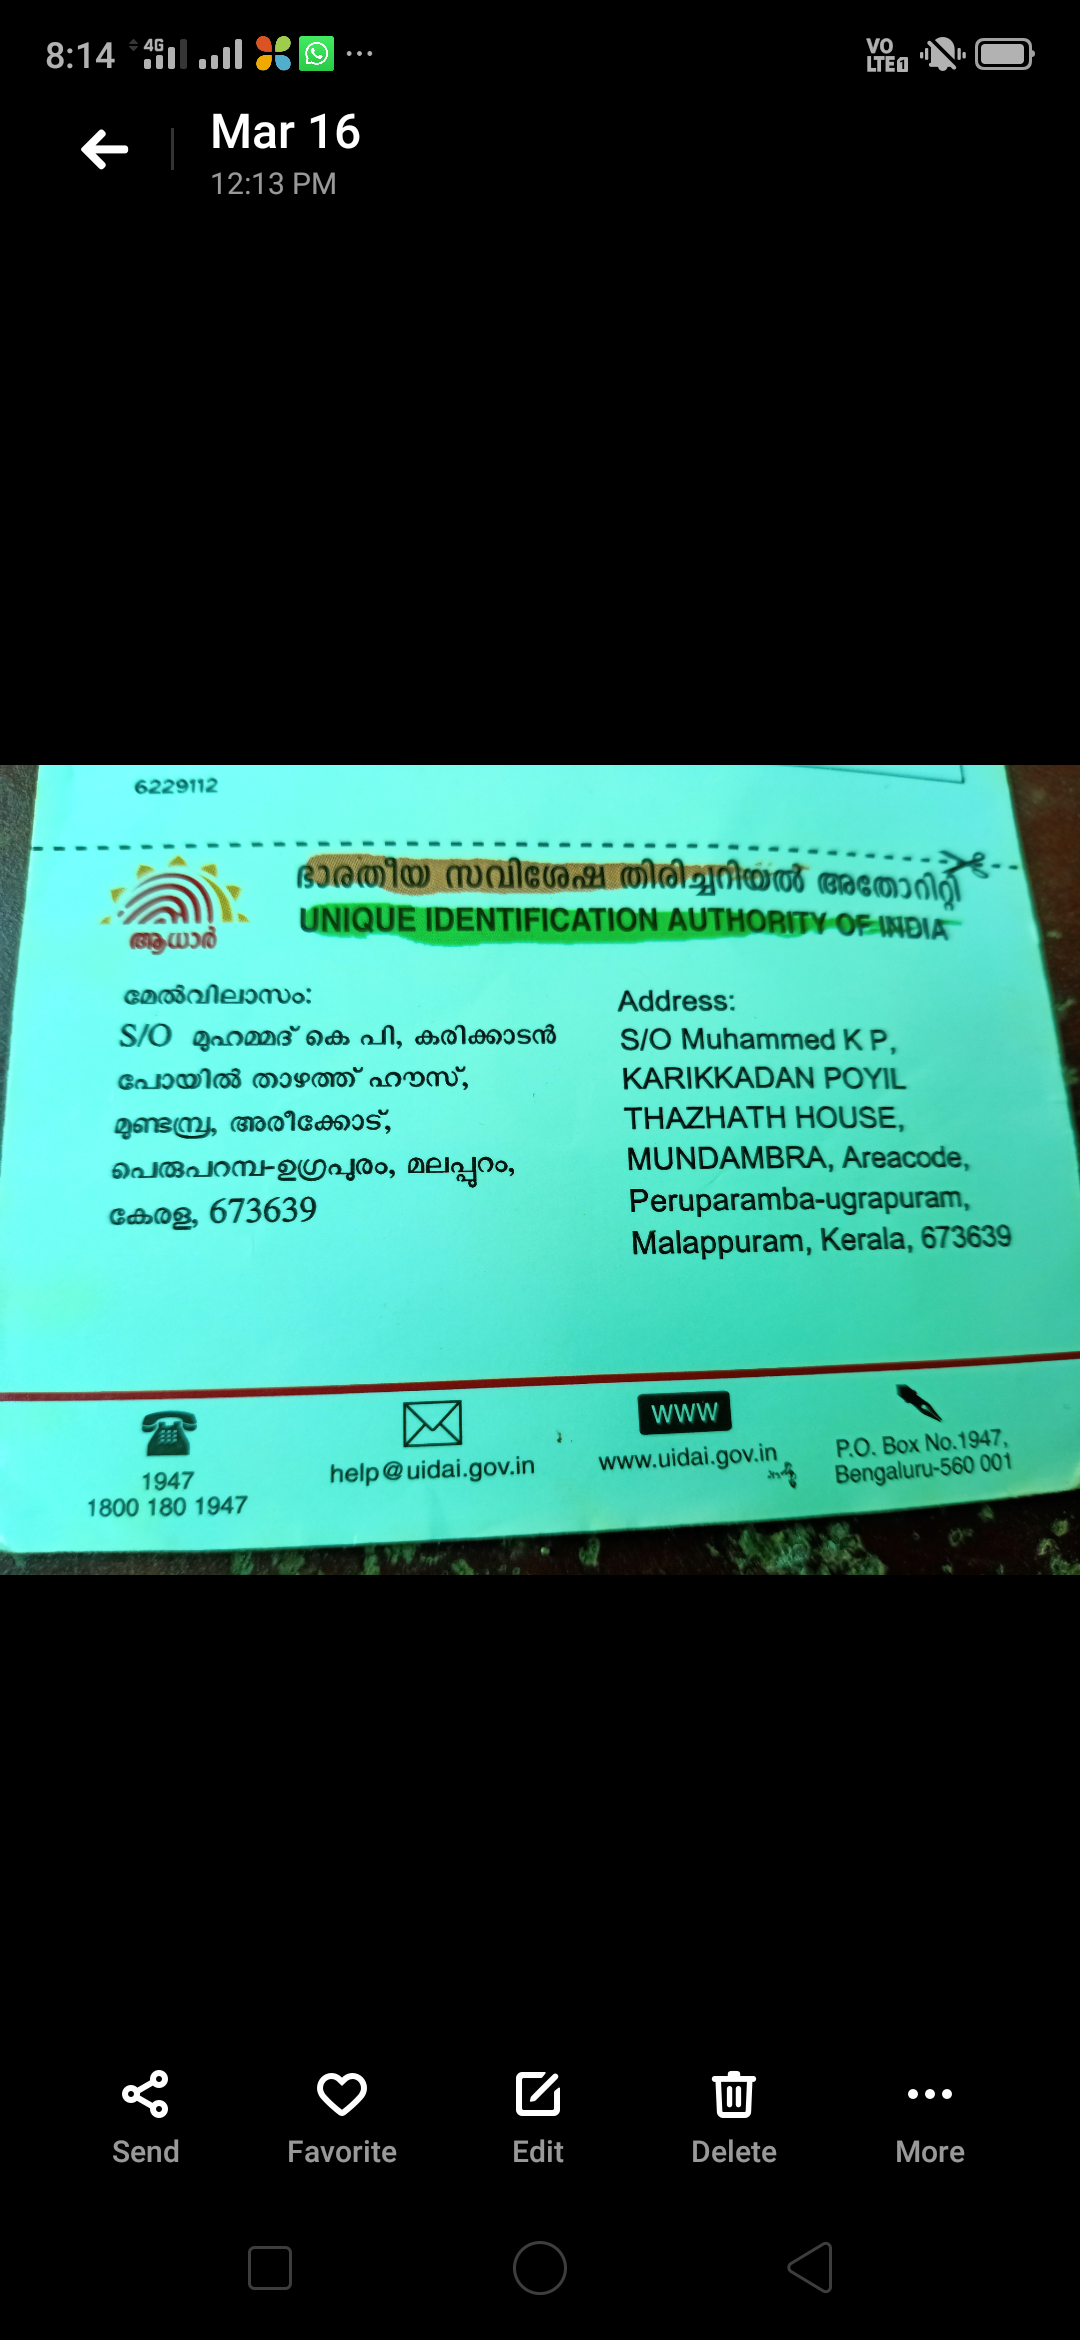 8:14 4G VO LTE 1
Mar 16
12:13 PM
6229112
ആധാർ
ഭാരതീയ സവിശേഷ തിരിച്ചറിയൽ അതോറിറ്റി
UNIQUE IDENTIFICATION AUTHORITY OF INDIA
മേൽവിലാസം:
S/O മുഹമ്മദ് കെ പി, കരിക്കാടൻ
പോയിൽ താഴത്ത് ഹൗസ്,
മുണ്ടമ്പ്ര, അരീക്കോട്,
പെരുപറമ്പ-ഉഗ്രപുരം, മലപ്പുറം,
കേരള, 673639
Address:
S/O Muhammed K P,
KARIKKADAN POYIL
THAZHATH HOUSE,
MUNDAMBRA, Areacode,
Peruparamba-ugrapuram,
Malappuram, Kerala, 673639
1947
1800 180 1947
help@uidai.gov.in
WWW
www.uidai.gov.in
P.O. Box No.1947,
Bengaluru-560 001
Send Favorite Edit Delete More